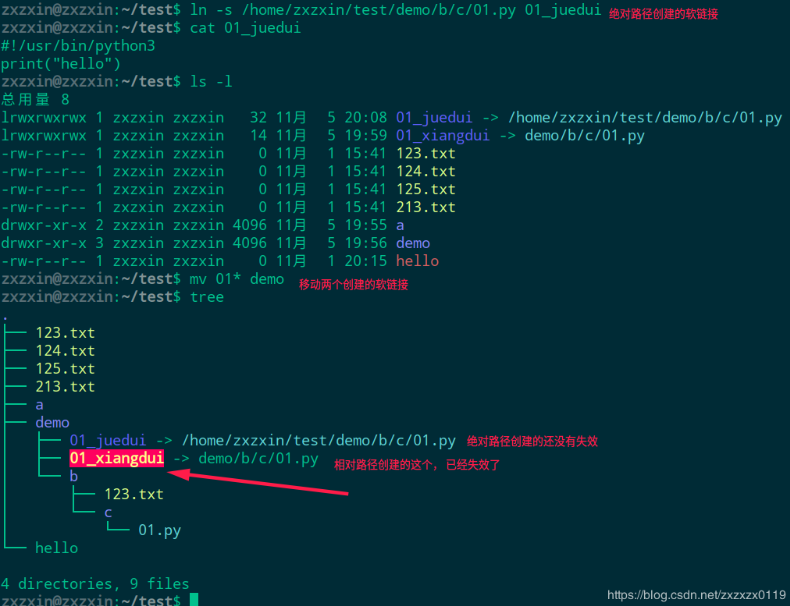 zxzxin@zxzxin:~/test$ ln -s /home/zxzxin/test/demo/b/c/01.py 01_juedui 绝对路径创建的软链接
zxzxin@zxzxin:~/test$ cat 01_juedui
#!/usr/bin/python3
print("hello")
zxzxin@zxzxin:~/test$ ls -l
总用量 8
lrwxrwxrwx 1 zxzxin zxzxin   32 11月  5 20:08 01_juedui -> /home/zxzxin/test/demo/b/c/01.py
lrwxrwxrwx 1 zxzxin zxzxin   14 11月  5 19:59 01_xiangdui -> demo/b/c/01.py
-rw-r--r-- 1 zxzxin zxzxin    0 11月  1 15:41 123.txt
-rw-r--r-- 1 zxzxin zxzxin    0 11月  1 15:41 124.txt
-rw-r--r-- 1 zxzxin zxzxin    0 11月  1 15:41 125.txt
-rw-r--r-- 1 zxzxin zxzxin    0 11月  1 15:41 213.txt
drwxr-xr-x 2 zxzxin zxzxin 4096 11月  5 19:55 a
drwxr-xr-x 3 zxzxin zxzxin 4096 11月  5 19:56 demo
-rw-r--r-- 1 zxzxin zxzxin    0 11月  1 20:15 hello
zxzxin@zxzxin:~/test$ mv 01* demo 移动两个创建的软链接
zxzxin@zxzxin:~/test$ tree
.
├── 123.txt
├── 124.txt
├── 125.txt
├── 213.txt
├── a
├── demo
│   ├── 01_juedui -> /home/zxzxin/test/demo/b/c/01.py 绝对路径创建的还没有失效
│   ├── 01_xiangdui -> demo/b/c/01.py 相对路径创建的这个，已经失效了
│   └── b
│       ├── 123.txt
│       └── c
│           └── 01.py
└── hello
4 directories, 9 files
zxzxin@zxzxin:~/test$
https://blog.csdn.net/zxzxzx0119